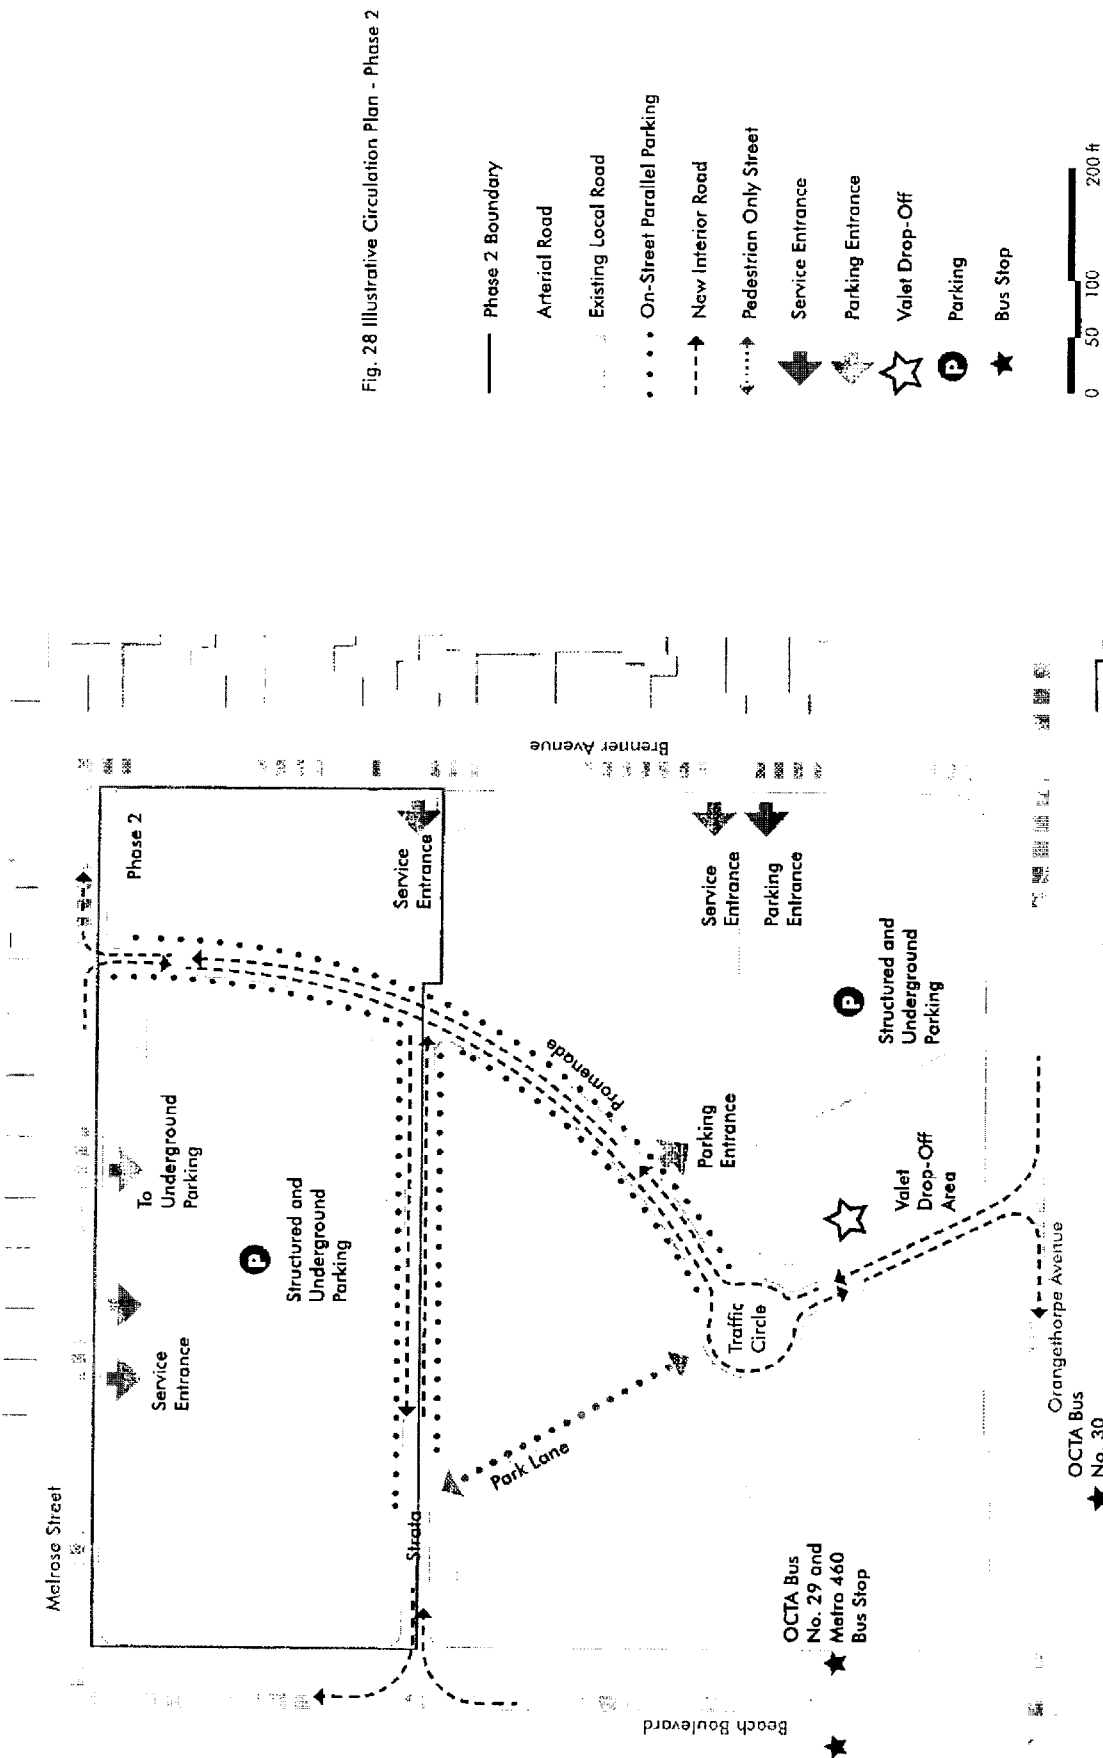 Fig. 28 Illustrative Circulation Plan - Phase 2
Phase 2 Boundary
Arterial Road
Existing Local Road
On-Street Parallel Parking
New Interior Road
Pedestrian Only Street
Service Entrance
Parking Entrance
Valet Drop-Off
P
Parking
Bus Stop
0 50 100 200 ft
Melrose Street
Phase 2
To
Underground
Parking
Service
Entrance
P
Structured and
Underground
Parking
Service
Entrance
Strata
Brenner Avenue
Promenade
Park Lane
Parking
Entrance
Service
Entrance
Parking
Entrance
Traffic
Circle
P
Structured and
Underground
Parking
Valet
Drop-Off
Area
OCTA Bus
No. 29 and
Metro 460
Bus Stop
Beach Boulevard
Orangethorpe Avenue
OCTA Bus
No. 30